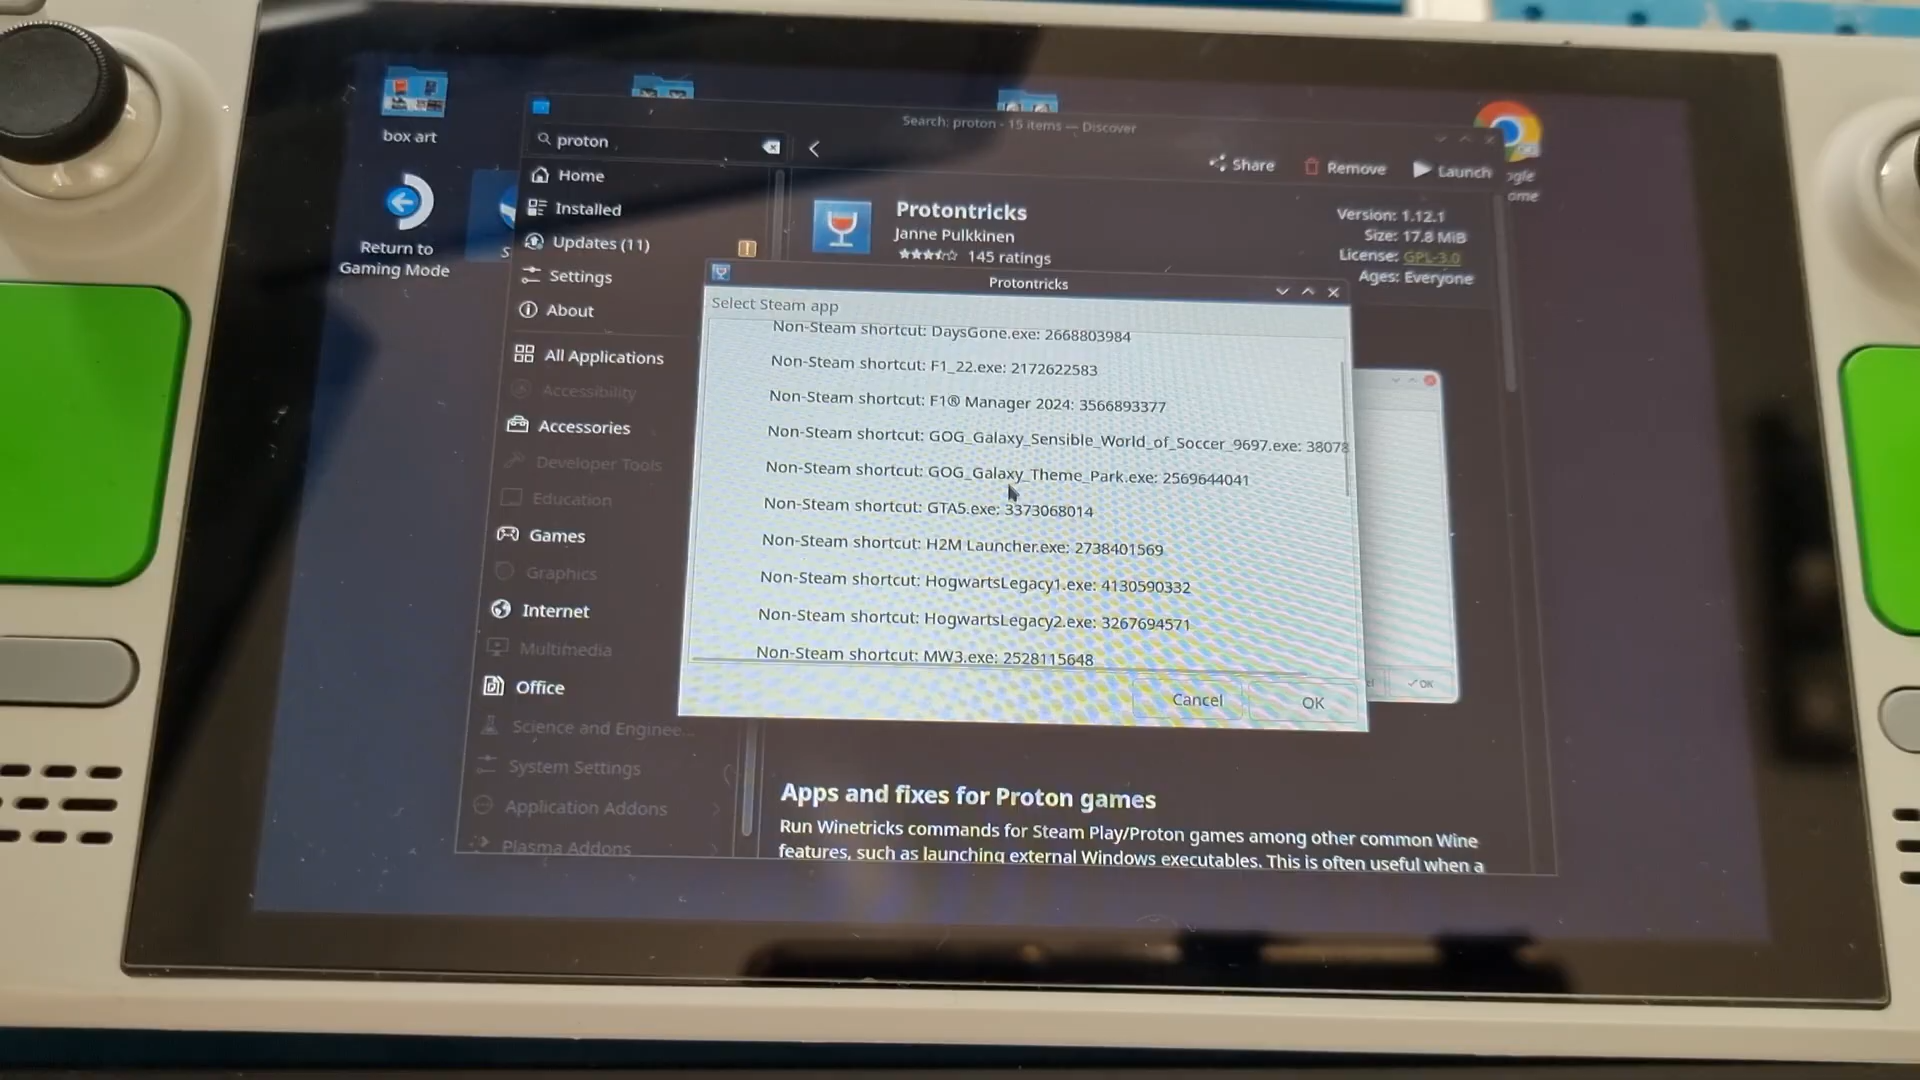 box art
Return to
Gaming Mode
Search: proton - 15 items — Discover
proton
Home
Installed
Updates (11)
Settings
About
All Applications
Accessibility
Accessories
Developer Tools
Education
Games
Graphics
Internet
Multimedia
Office
Science and Enginee...
System Settings
Application Addons
Plasma Addons
Share
Remove
Launch
Protontricks
Janne Pulkkinen
145 ratings
Version: 1.12.1
Size: 17.8 MiB
License: GPL-3.0
Ages: Everyone
Protontricks
Select Steam app
Non-Steam shortcut: DaysGone.exe: 2668803984
Non-Steam shortcut: F1_22.exe: 2172622583
Non-Steam shortcut: F1® Manager 2024: 3566893377
Non-Steam shortcut: GOG_Galaxy_Sensible_World_of_Soccer_9697.exe: 38078
Non-Steam shortcut: GOG_Galaxy_Theme_Park.exe: 2569644041
Non-Steam shortcut: GTA5.exe: 3373068014
Non-Steam shortcut: H2M Launcher.exe: 2738401569
Non-Steam shortcut: HogwartsLegacy1.exe: 4130590332
Non-Steam shortcut: HogwartsLegacy2.exe: 3267694571
Non-Steam shortcut: MW3.exe: 2528115648
Cancel
OK
OK
Apps and fixes for Proton games
Run Winetricks commands for Steam Play/Proton games among other common Wine
features, such as launching external Windows executables. This is often useful when a